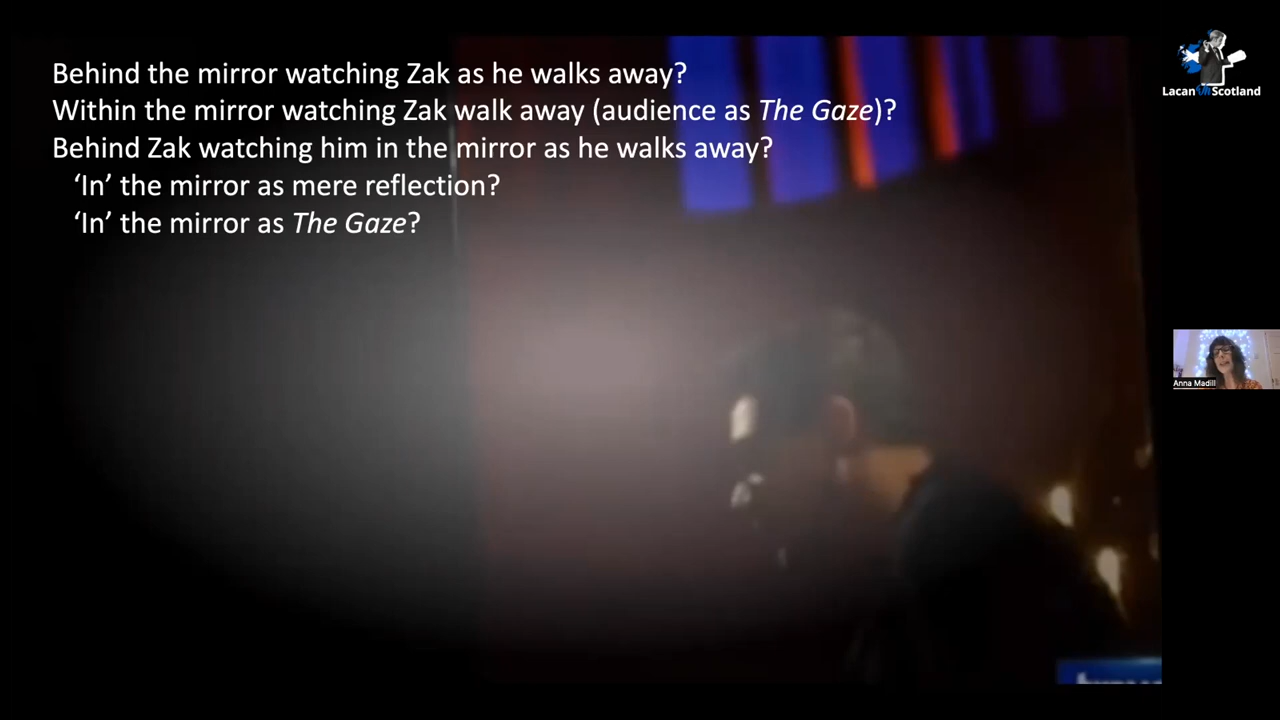 Behind the mirror watching Zak as he walks away?
Within the mirror watching Zak walk away (audience as The Gaze)?
Behind Zak watching him in the mirror as he walks away?
‘In’ the mirror as mere reflection?
‘In’ the mirror as The Gaze?
Lacan in Scotland
Anna Madill